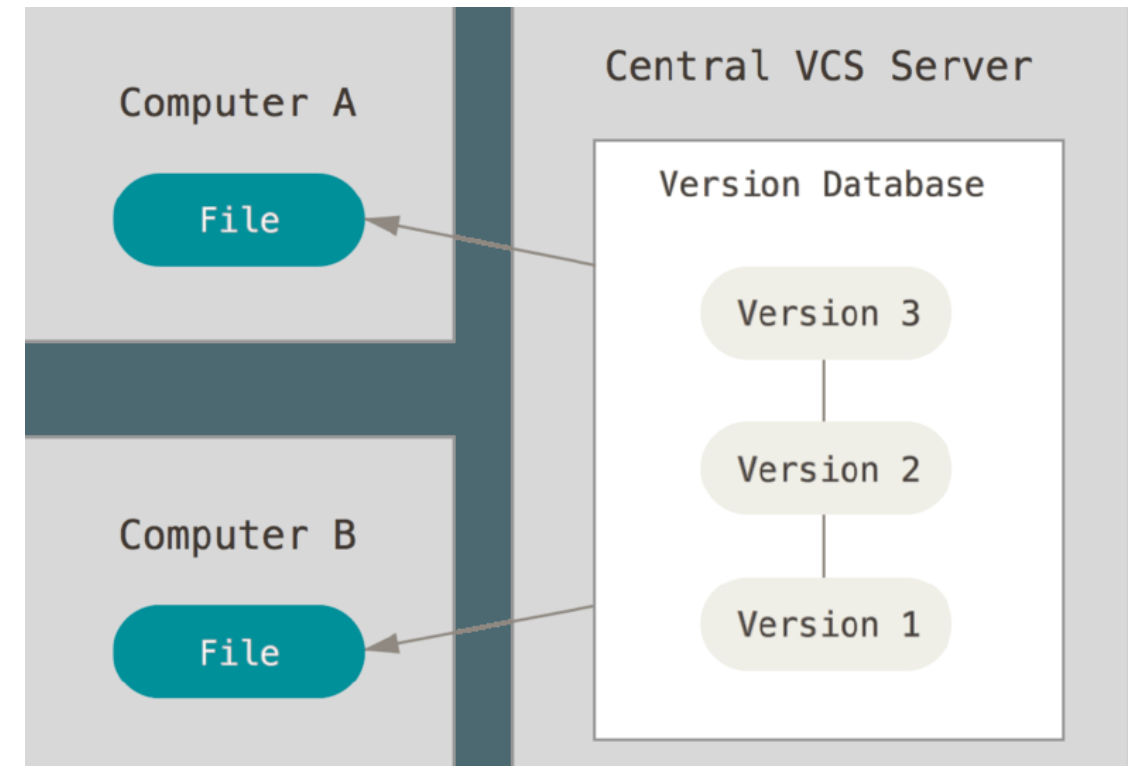 Computer A
File
Computer B
File
Central VCS Server
Version Database
Version 3
Version 2
Version 1